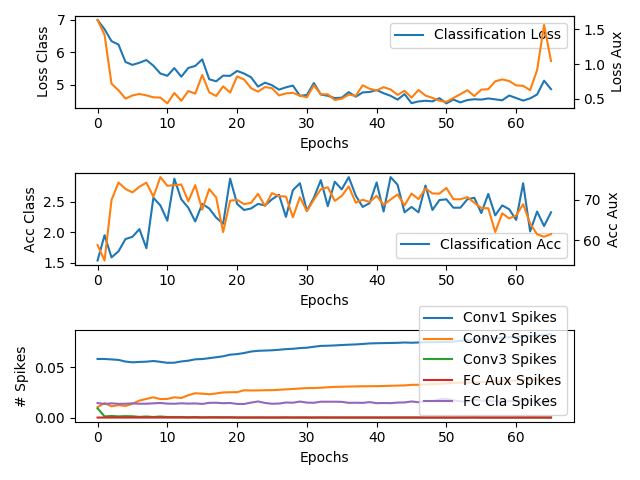 7
6
5
Loss Class
Classification Loss
1.5
1.0
0.5
Loss Aux
0 10 20 30 40 50 60
Epochs
2.5
2.0
1.5
Acc Class
Classification Acc
70
60
Acc Aux
0 10 20 30 40 50 60
Epochs
Conv1 Spikes
Conv2 Spikes
Conv3 Spikes
FC Aux Spikes
FC Cla Spikes
0.05
0.00
# Spikes
0 10 20 30 40 50 60
Epochs